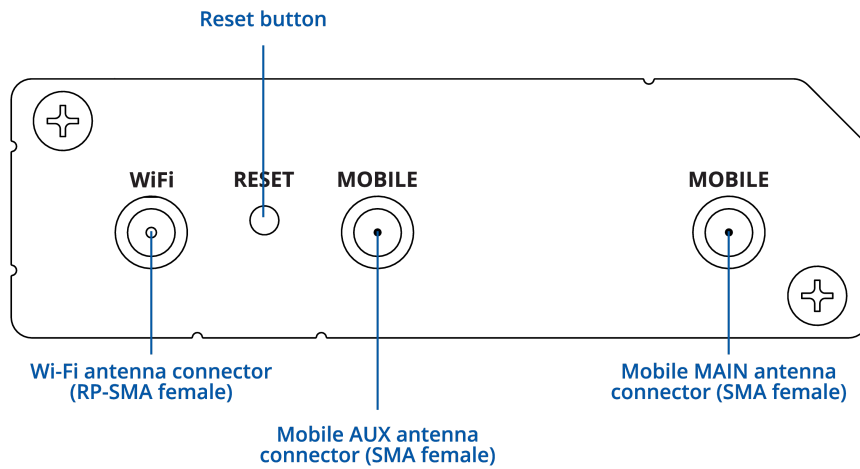 Reset button
WiFi
RESET
MOBILE
MOBILE
Wi-Fi antenna connector
(RP-SMA female)
Mobile AUX antenna
connector (SMA female)
Mobile MAIN antenna
connector (SMA female)